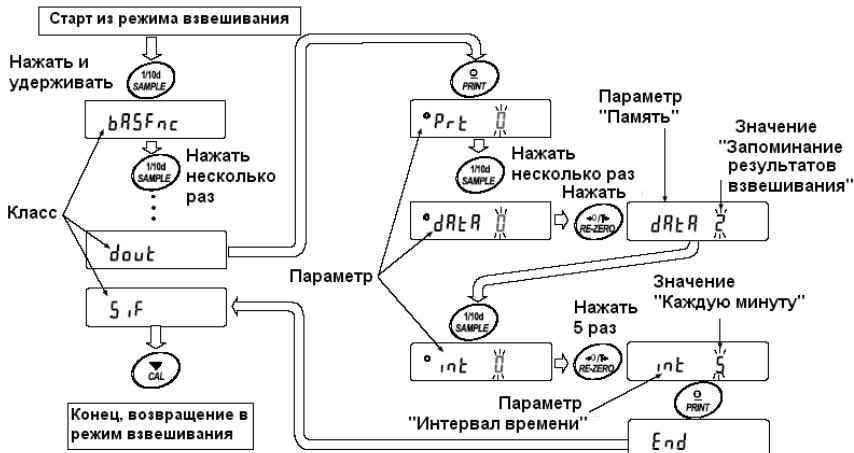 Старт из режима взвешивания
Нажать и
удерживать
1/10d
SAMPLE
bASFnc
1/10d
SAMPLE
Нажать
несколько
раз
Класс
dout
S iF
CAL
Конец, возвращение в
режим взвешивания
PRINT
Prt 0
1/10d
SAMPLE
Нажать
несколько раз
Параметр
"Память"
Значение
"Запоминание
результатов
взвешивания"
dAtA 0
Нажать
→0/T←
RE-ZERO
dAtA 2
Параметр
1/10d
SAMPLE
Нажать
5 раз
Значение
"Каждую минуту"
int 0
→0/T←
RE-ZERO
int 5
Параметр
"Интервал времени"
PRINT
End